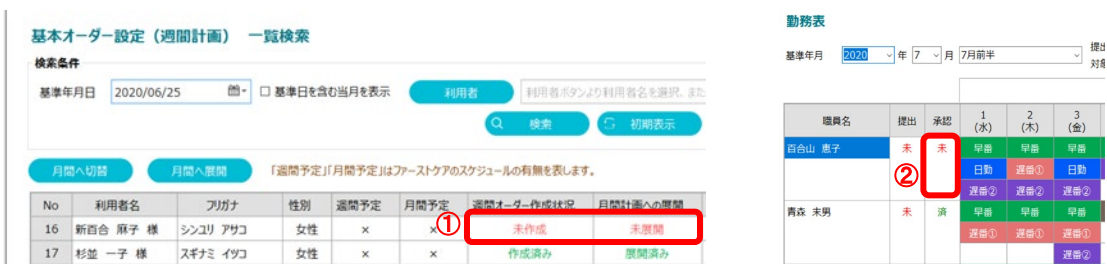 基本オーダー設定（週間計画）　一覧検索
検索条件
基準年月日 2020/06/25 基準日を含む当月を表示 利用者 利用者ボタンより利用者名を選択、また
検索 初期表示
月間へ切替 月間へ展開 「週間予定」「月間予定」はファーストケアのスケジュールの有無を表します。
No 利用者名 フリガナ 性別 週間予定 月間予定 週間オーダー作成状況 月間計画への展開
16 新百合 麻子 様 シンユリ アサコ 女性 × × 未作成 未展開
17 杉並 一子 様 スギナミ イツコ 女性 × × 作成済み 展開済み
①
勤務表
基準年月 2020 年 7 月 7月前半 提出
対象
職員名 提出 承認 1 2 3
(水) (木) (金)
百合山 恵子 未 未 早番 早番 早番
日勤 遅番① 日勤
遅番② 遅番② 遅番②
②
青森 末男 未 済 早番 早番 早番
遅番① 遅番① 遅番①
遅番②